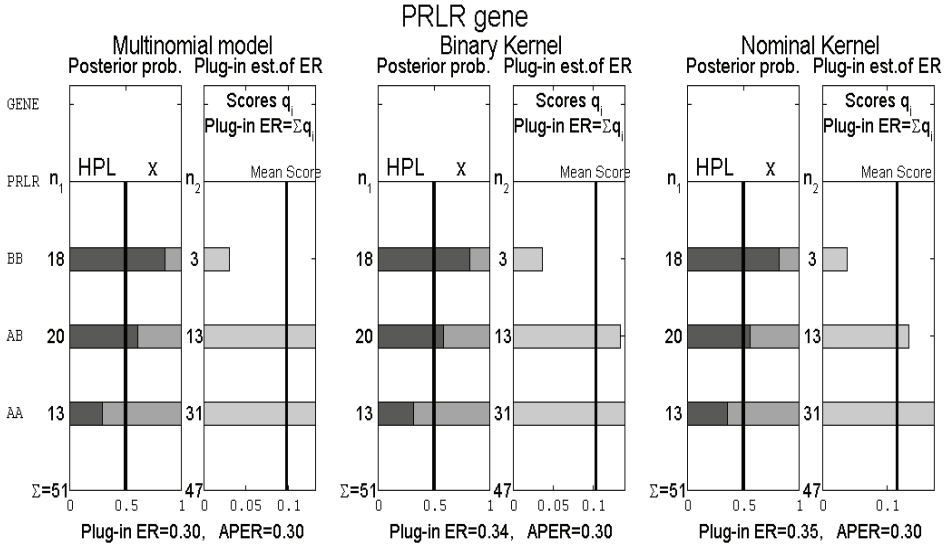 PRLR gene
Multinomial model Binary Kernel Nominal Kernel
Posterior prob. Plug-in est.of ER Posterior prob. Plug-in est.of ER Posterior prob. Plug-in est.of ER
GENE Scores qi Scores qi Scores qi
Plug-in ER=Σqi Plug-in ER=Σqi Plug-in ER=Σqi
HPL x Mean Score HPL x Mean Score HPL x Mean Score
PRLR n1 n2 n1 n2 n1 n2
BB 18 3 18 3 18 3
AB 20 13 20 13 20 13
AA 13 31 13 31 13 31
Σ=51 47 Σ=51 47 Σ=51 47
0 0.5 1 0 0.05 0.1 0 0.5 1 0 0.05 0.1 0 0.5 1 0.1
Plug-in ER=0.30, APER=0.30 Plug-in ER=0.34, APER=0.30 Plug-in ER=0.35, APER=0.30